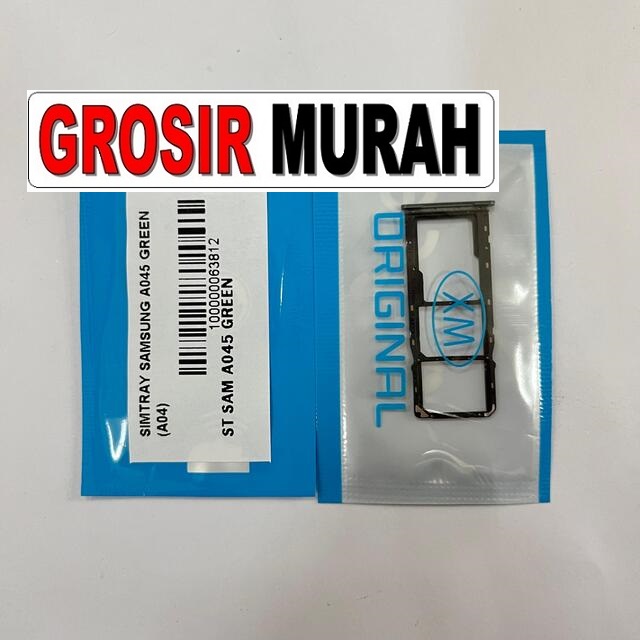 GROSIR MURAH
SIMTRAY SAMSUNG A045 GREEN
(A04)
100000063812
ST SAM A045 GREEN
ORIGINAL
XM